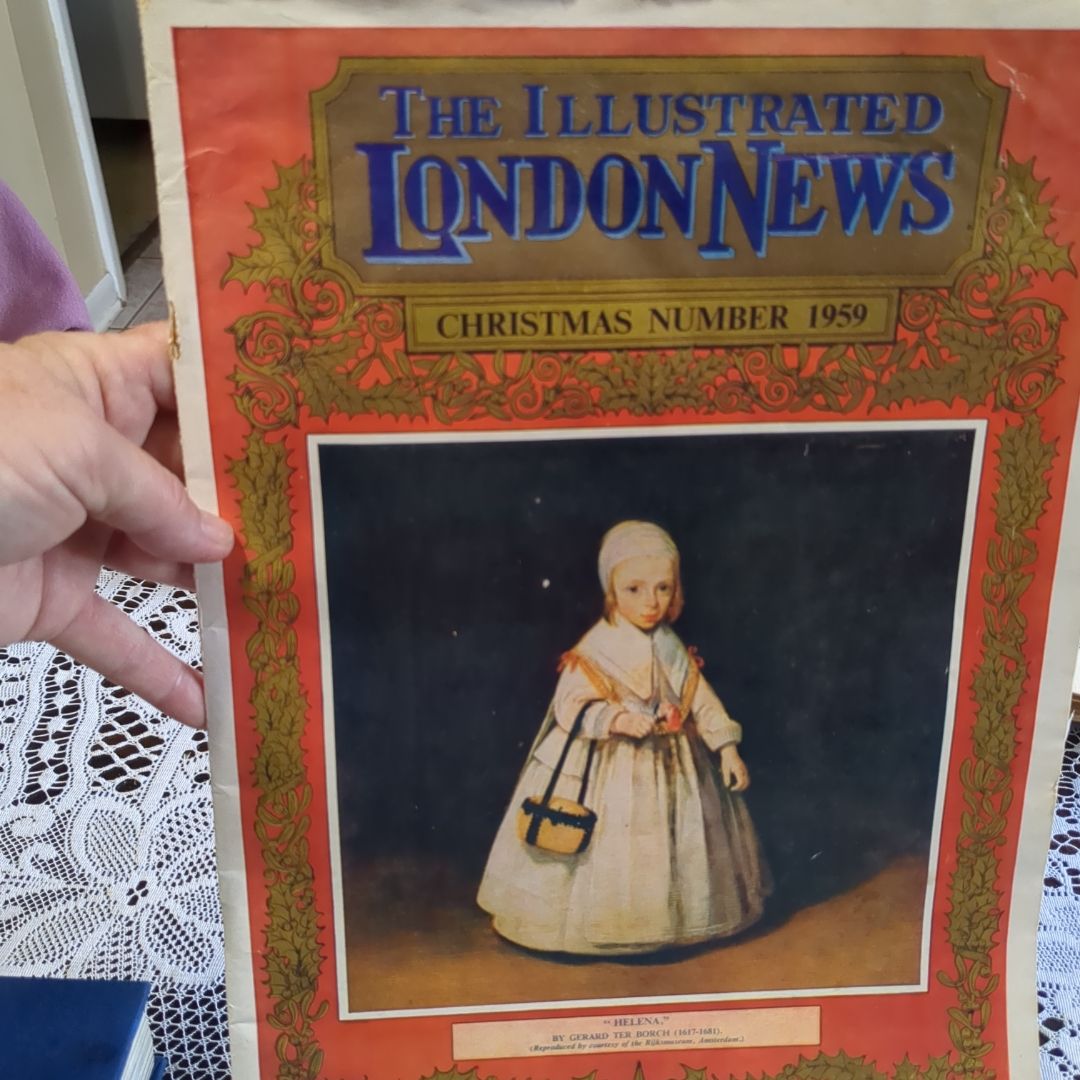 THE ILLUSTRATED
LONDON NEWS
CHRISTMAS NUMBER 1959
“HELENA,”
BY GERARD TER BORCH (1617-1681).
(Reproduced by courtesy of the Rijksmuseum, Amsterdam.)